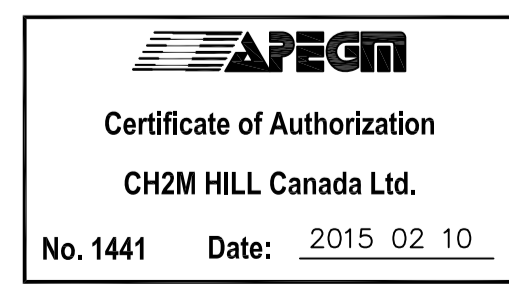 APEGM
Certificate of Authorization
CH2M HILL Canada Ltd.
No. 1441 Date: 2015 02 10